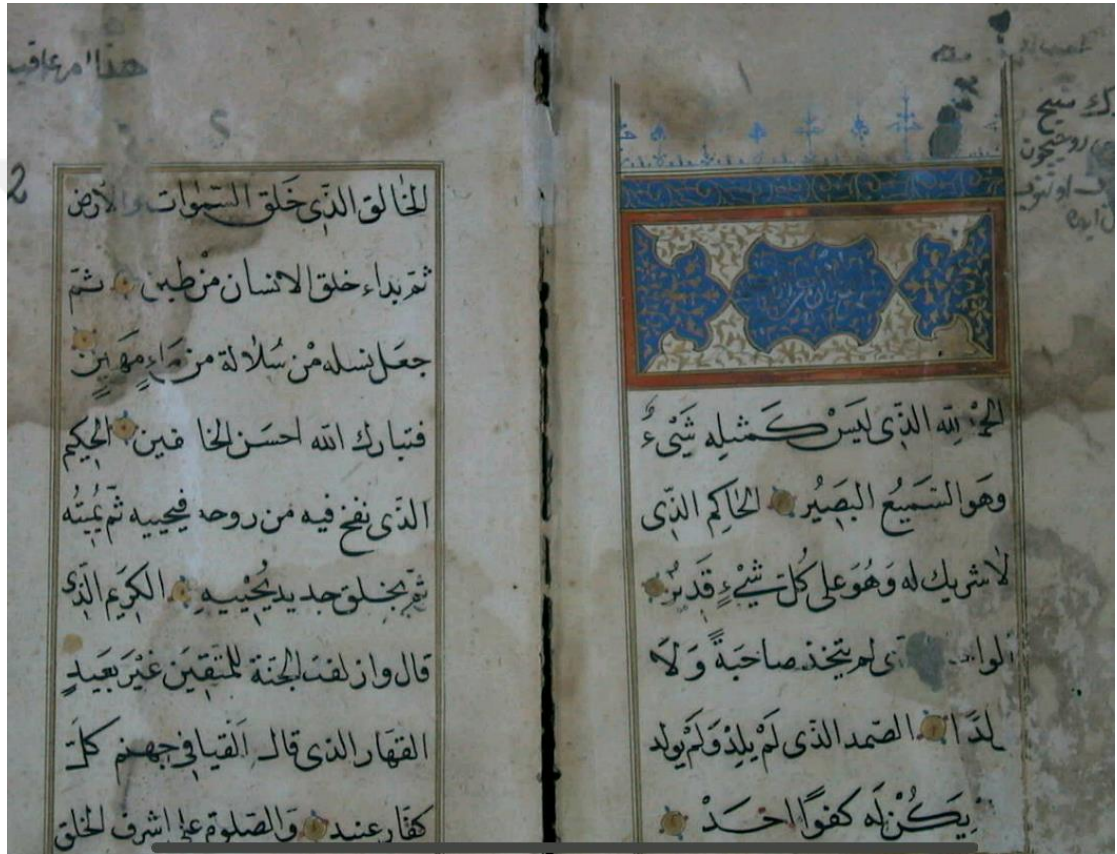 الحمد لله الذى ليس كمثله شىء
وهو السميع البصير الحاكم الذى
لا شريك له وهو على كل شىء قدير
لم يتخذ صاحبة ولا
الصمد الذى لم يلد ولم يولد
يكن له كفوا احد
هذا
الخالق الذى خلق السموات والارض
ثم بداء خلق الانسان من طين ثم
جعل نسله من سلالة من ماء مهين
فتبارك الله احسن الحكيم
الذى نفخ فيه من روحه فيحييه ثم يميته
ثم بخلق جديد يحييه الكريم الذى
قال وازلفت الجنة للمتقين غير بعيد
القهار الذى قال القيا فى جهنم كل
كفار عنيد والصلوة على اشرف الخلق